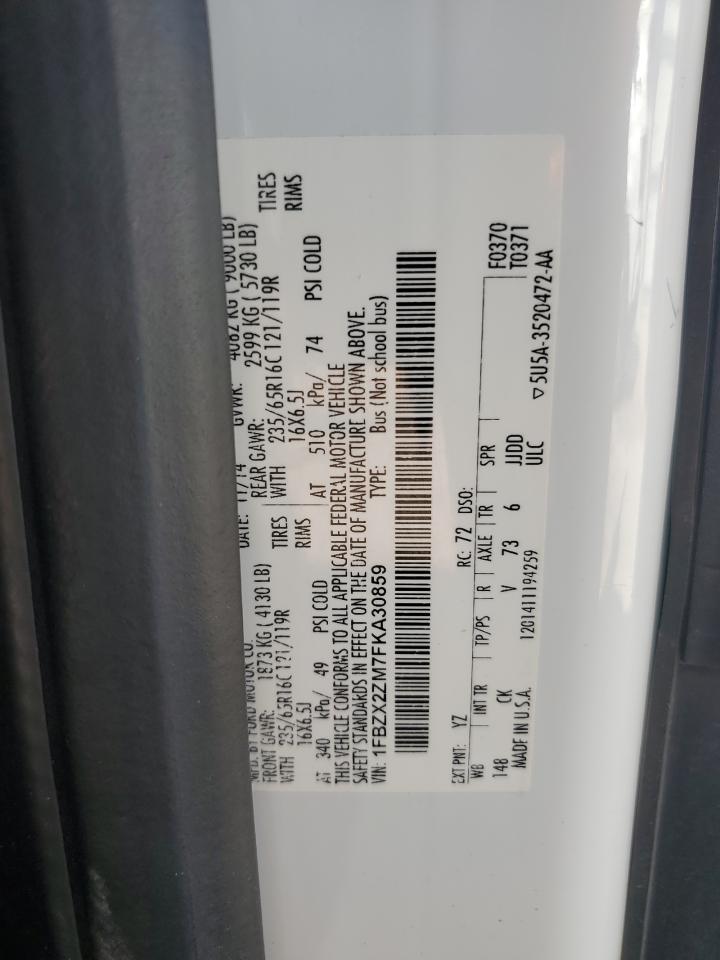 MFD. BY FORD MOTOR CO.
DATE: 11/14 GVWR: 4082 KG ( 9000 LB)
FRONT GAWR: 1873 KG ( 4130 LB) REAR GAWR: 2599 KG ( 5730 LB)
WITH 235/65R16C 121/119R TIRES WITH 235/65R16C 121/119R TIRES
16X6.5J RIMS 16X6.5J RIMS
AT 340 kPa/ 49 PSI COLD AT 510 kPa/ 74 PSI COLD
THIS VEHICLE CONFORMS TO ALL APPLICABLE FEDERAL MOTOR VEHICLE
SAFETY STANDARDS IN EFFECT ON THE DATE OF MANUFACTURE SHOWN ABOVE.
VIN: 1FBZX2ZM7FKA30859 TYPE: Bus (Not school bus)
EXT PNT: YZ RC: 72 DSO:
WB INT TR TP/PS R AXLE TR SPR F0370
148 CK V 73 6 JJDD T0371
MADE IN U.S.A. 12G1411194259 ULC
▽5U5A-3520472-AA